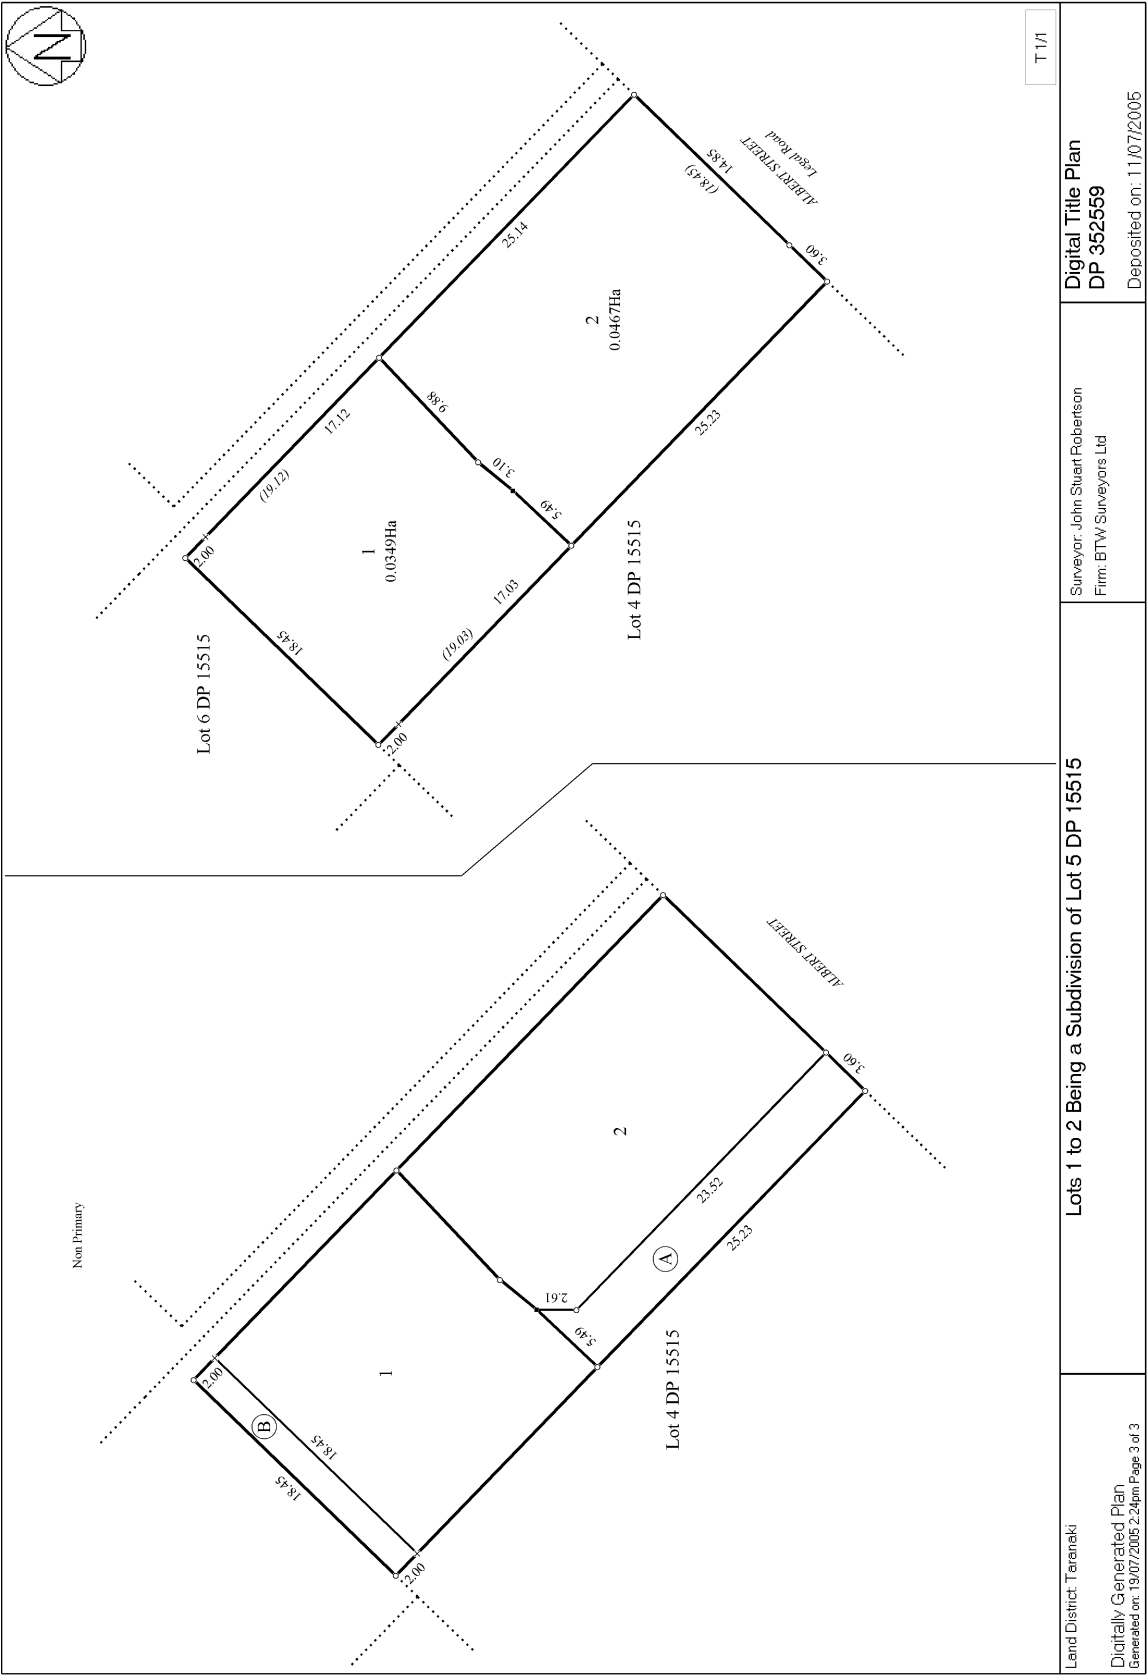 N
T 1/1
Non Primary
1
2
A
B
2.00
18.45
18.45
2.00
5.49
2.61
23.52
25.23
3.60
ALBERT STREET
Lot 4 DP 15515
Lot 6 DP 15515
1
0.0349Ha
2
0.0467Ha
2.00
18.45
2.00
(19.12)
17.12
(19.03)
17.03
5.49
3.10
9.88
25.14
25.23
14.85
(18.45)
3.60
ALBERT STREET
Legal Road
Lot 4 DP 15515
Land District: Taranaki
Digitally Generated Plan
Generated on: 19/07/2005 2:24pm Page 3 of 3
Lots 1 to 2 Being a Subdivision of Lot 5 DP 15515
Surveyor: John Stuart Robertson
Firm: BTW Surveyors Ltd
Digital Title Plan
DP 352559
Deposited on: 11/07/2005